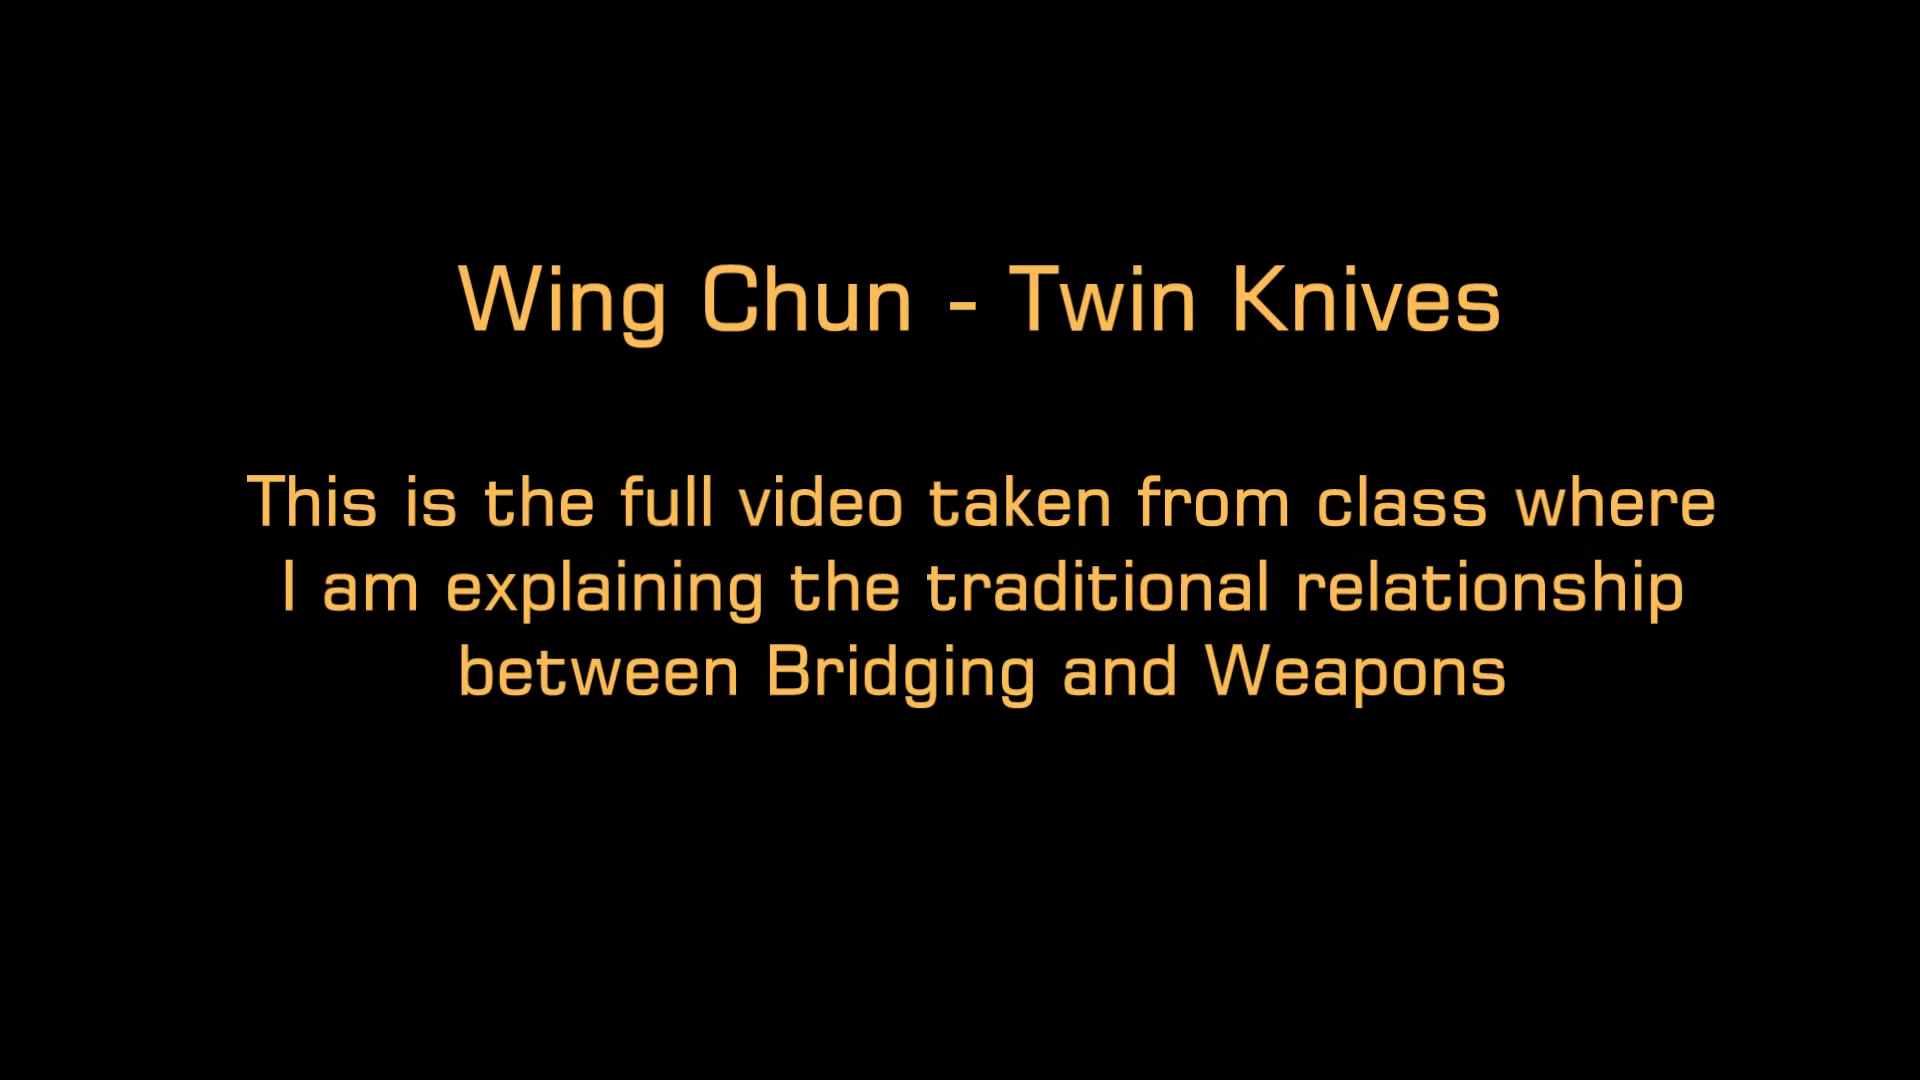 Wing Chun - Twin Knives
This is the full video taken from class where
I am explaining the traditional relationship
between Bridging and Weapons